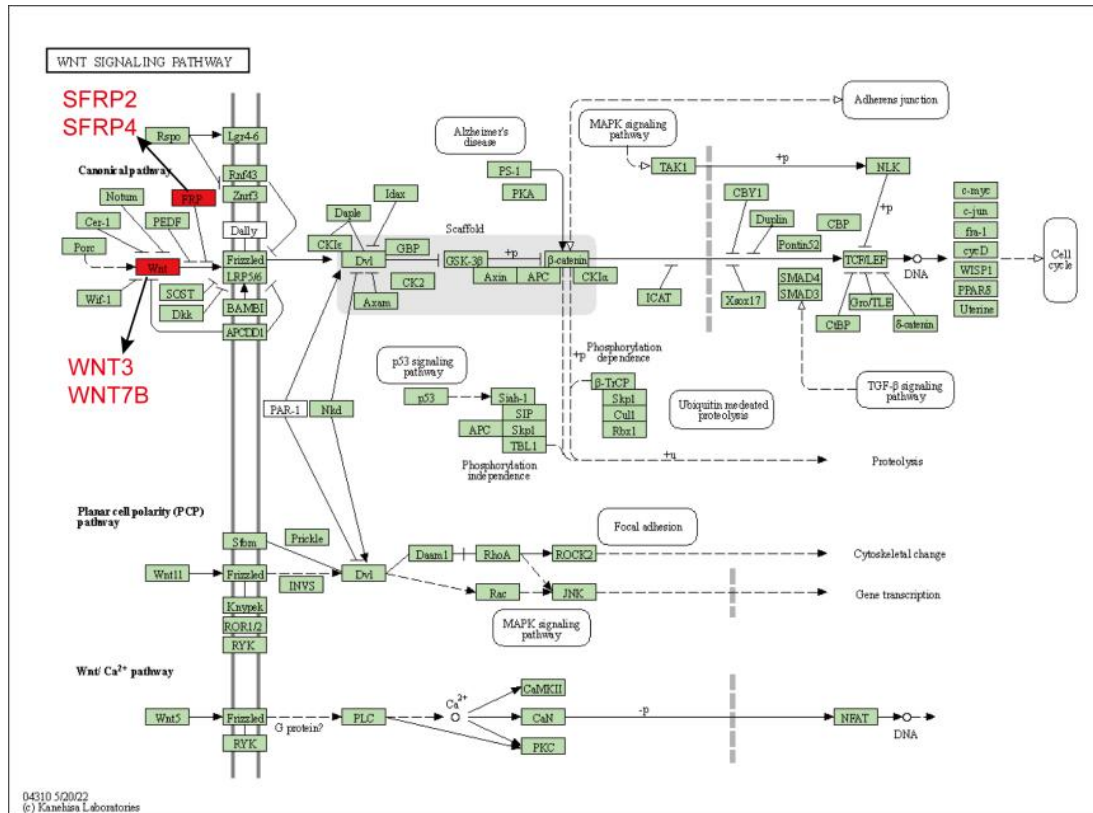 WNT SIGNALING PATHWAY
SFRP2
SFRP4
Rspo
Lgr4-6
Canonical pathway
Rnf43
Znrf3
FRP
Notum
Cer-1
PEDF
Porc
Dally
Wnt
Frizzled
LRP5/6
Wif-1
SOST
Dkk
BAMBI
APCDD1
WNT3
WNT7B
Alzheimer's
disease
PS-1
PKA
Idax
Daple
CKIε
Dvl
GBP
Scaffold
GSK-3β
+p
β-catenin
Axin
APC
CKIα
CK2
Axam
Adherens junction
MAPK signaling
pathway
TAK1
+p
NLK
+p
CBY1
Duplin
CBP
Pontin52
TCF/LEF
DNA
ICAT
Xsox17
SMAD4
SMAD3
Gro/TLE
CtBP
δ-catenin
c-myc
c-jun
fra-1
cycD
WISP1
PPARδ
Uterine
Cell
cycle
TGF-β signaling
pathway
PAR-1
Nkd
p53 signaling
pathway
p53
Siah-1
SIP
APC
Skp1
TBL1
Phosphorylation
independence
+p
Phosphorylation
dependence
β-TrCP
Skp1
Cul1
Rbx1
Ubiquitin medeated
proteolysis
+u
Proteolysis
Planar cell polarity (PCP)
pathway
Stbm
Prickle
Wnt11
Frizzled
INVS
Dvl
Knypek
ROR1/2
RYK
Daam1
RhoA
ROCK2
Focal adhesion
Cytoskeletal change
Rac
JNK
Gene transcription
MAPK signaling
pathway
Wnt/ Ca2+ pathway
Wnt5
Frizzled
RYK
G protein?
PLC
Ca2+
CaMKII
CaN
PKC
-p
NFAT
DNA
04310 5/20/22
(c) Kanehisa Laboratories